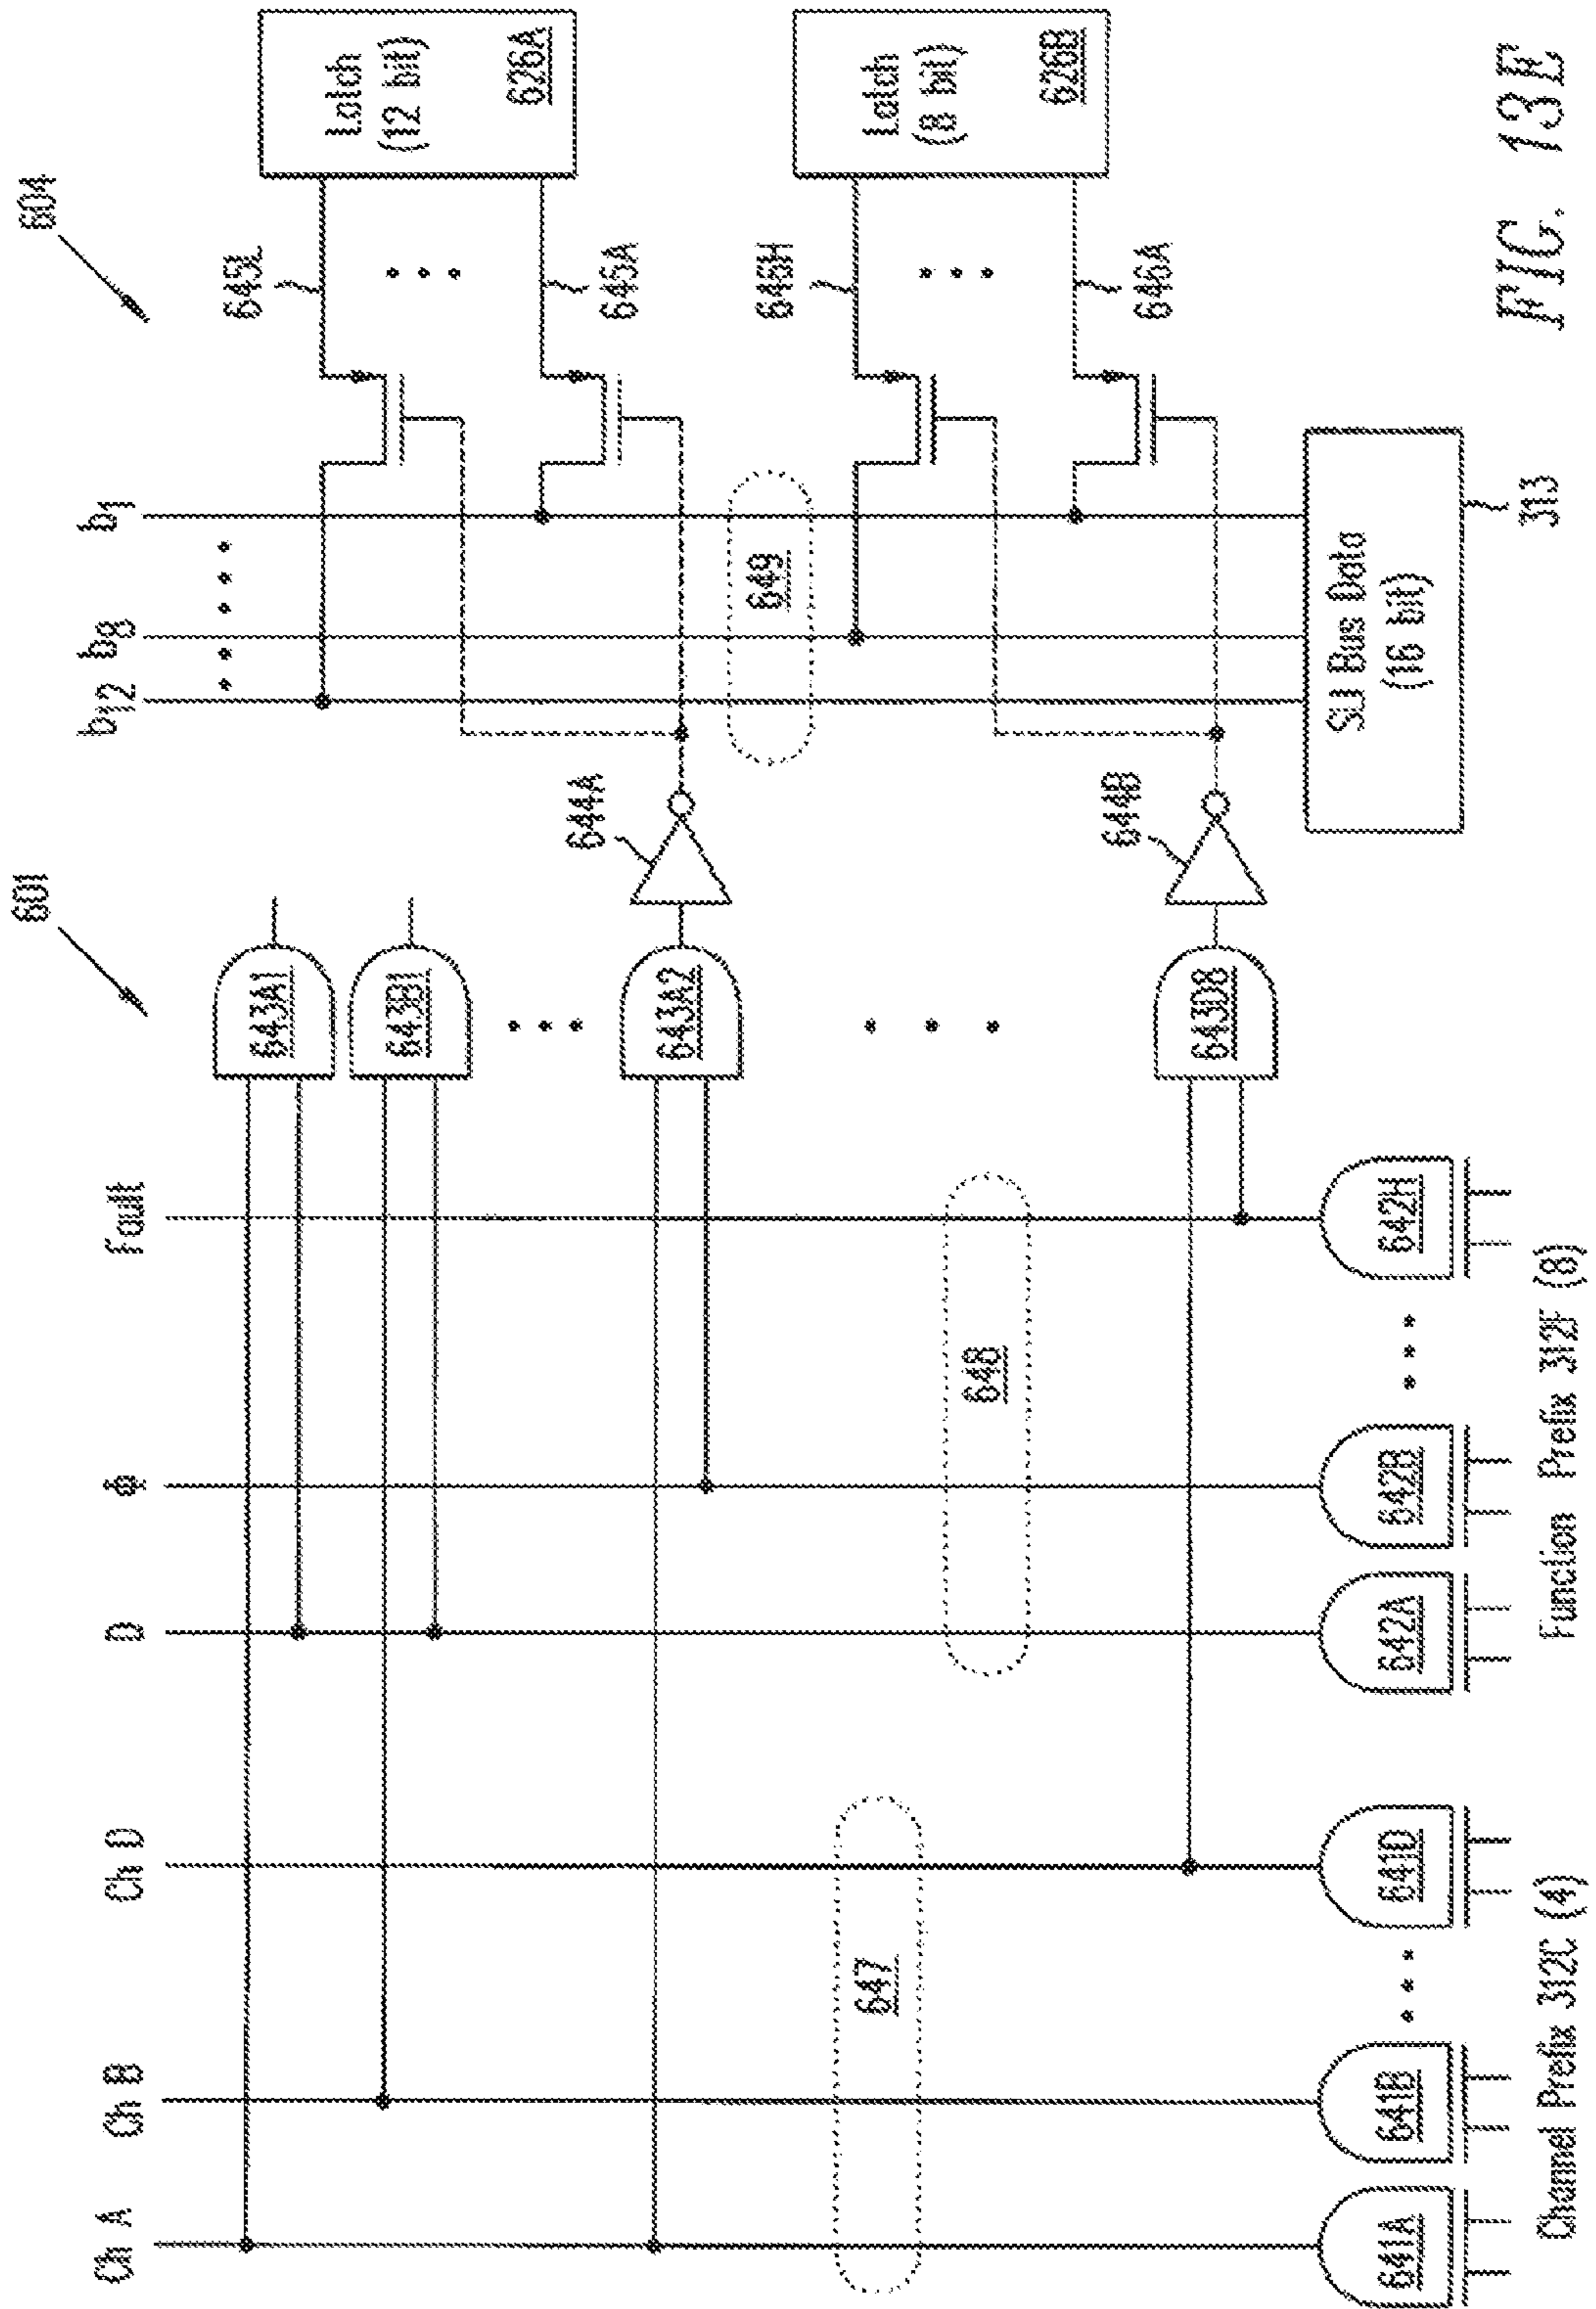 601
604
Ch A
Ch B
Ch D
D
Φ
Fault
b12
b8
b1
643A1
645L
Latch
(12 bit)
626A
643B1
644A
645A
643A2
649
646H
Latch
(8 bit)
626B
647
648
644B
646A
643D8
641A
641B
641D
642A
642B
642H
SLI Bus Data
(16 bit)
313
Channel Prefix 312C (4)
Function Prefix 312F (8)
FIG. 13E